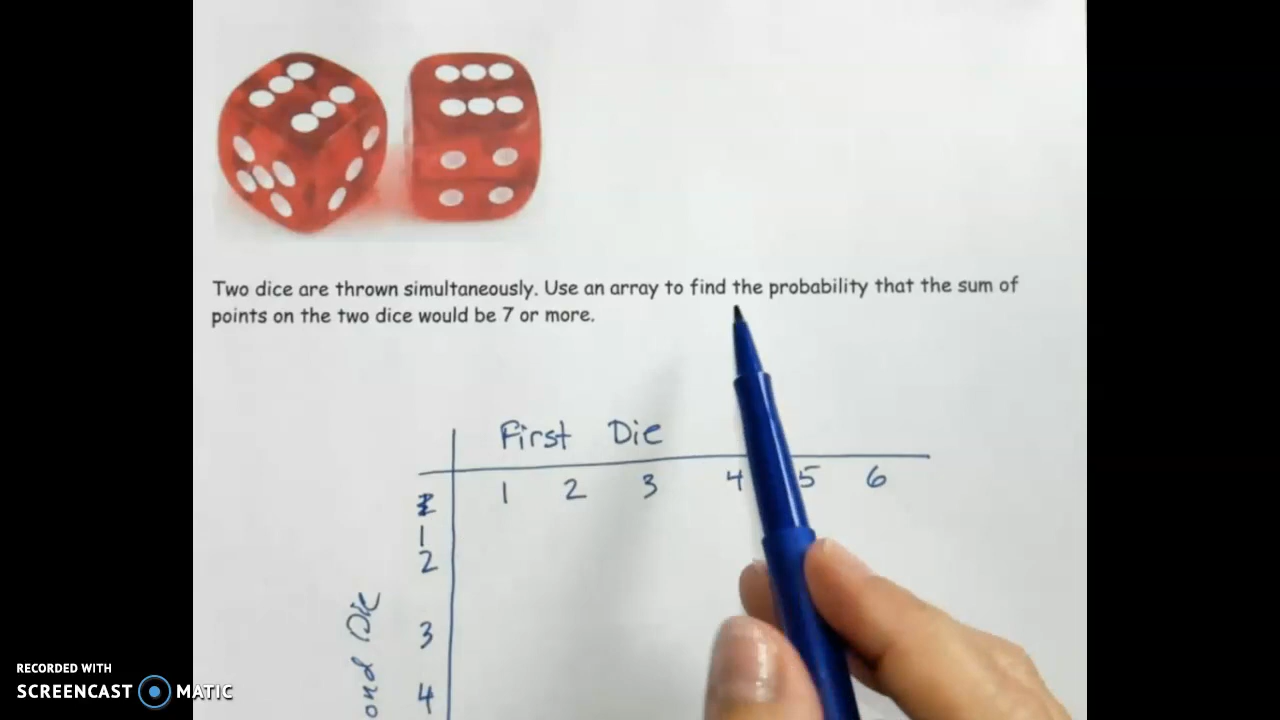 Two dice are thrown simultaneously. Use an array to find the probability that the sum of
points on the two dice would be 7 or more.
First Die
1 2 3 4 5 6
1
2
3
4
Die
RECORDED WITH
SCREENCAST MATIC